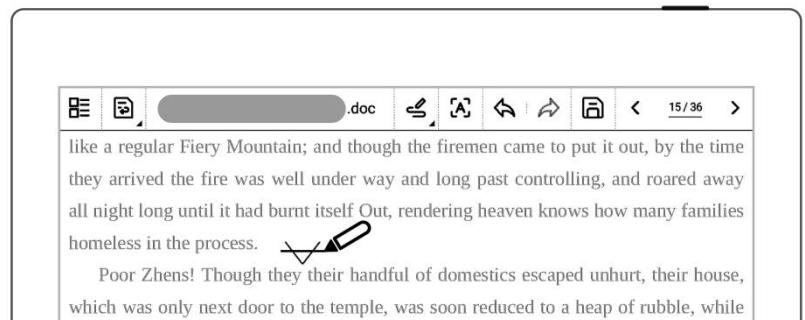 .doc
15/36
like a regular Fiery Mountain; and though the firemen came to put it out, by the time
they arrived the fire was well under way and long past controlling, and roared away
all night long until it had burnt itself Out, rendering heaven knows how many families
homeless in the process.
Poor Zhens! Though they their handful of domestics escaped unhurt, their house,
which was only next door to the temple, was soon reduced to a heap of rubble, while